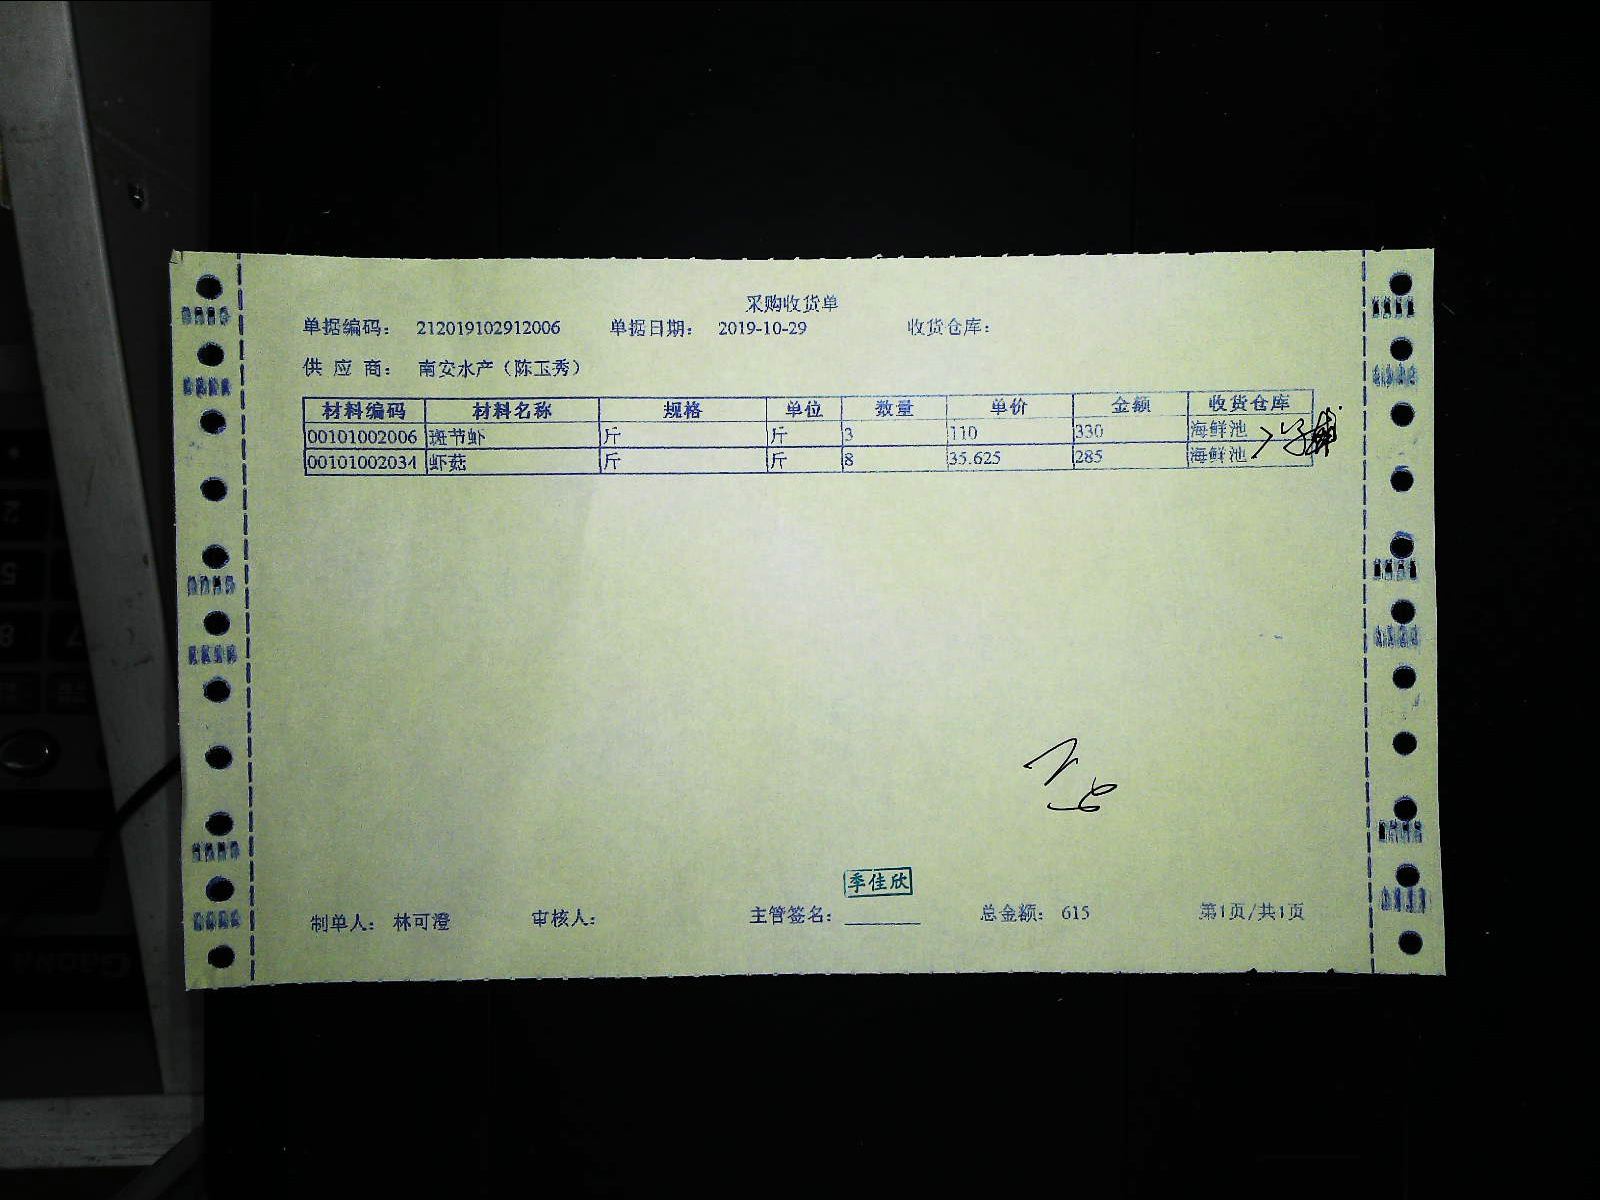 采购收货单
单据编码： 212019102912006 单据日期： 2019-10-29 收货仓库：
供 应 商： 南安水产（陈玉秀）
材料编码 材料名称 规格 单位 数量 单价 金额 收货仓库
00101002006 斑节虾 斤 斤 3 110 330 海鲜池
00101002034 虾菇 斤 斤 8 35.625 285 海鲜池
季佳欣
制单人： 林可澄 审核人： 主管签名： 总金额： 615 第1页/共1页